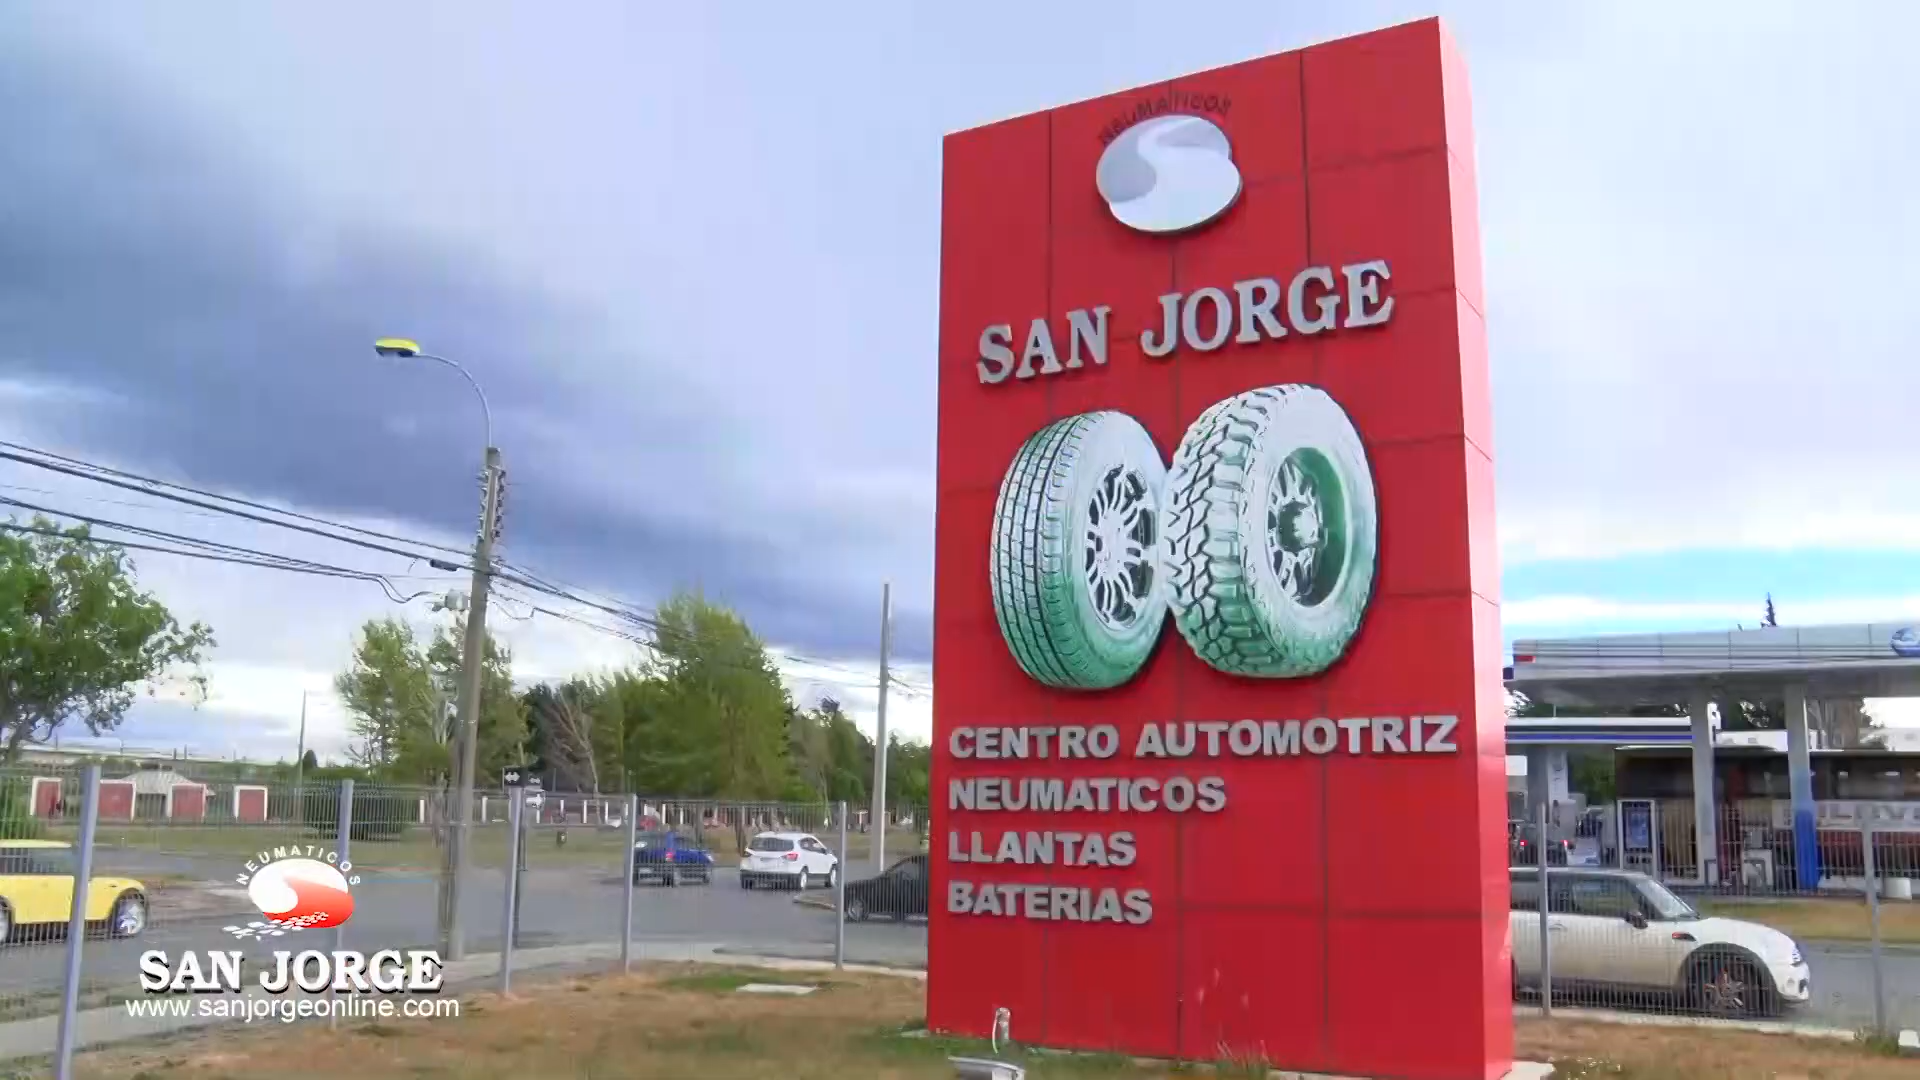 NEUMATICOS
SAN JORGE
CENTRO AUTOMOTRIZ
NEUMATICOS
LLANTAS
BATERIAS
NEUMATICOS
SAN JORGE
www.sanjorgeonline.com